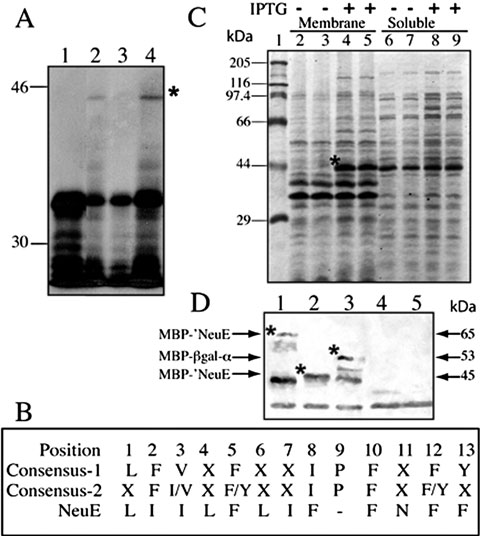 A
1 2 3 4
46
*
30
C
IPTG - - + + - - + +
Membrane Soluble
kDa 1 2 3 4 5 6 7 8 9
205
116
97.4
66
*
44
29
D
1 2 3 4 5 kDa
* MBP-'NeuE 65
* MBP-βgal-α 53
* MBP-'NeuE 45
B
Position 1 2 3 4 5 6 7 8 9 10 11 12 13
Consensus-1 L F V X F X X I P F X F Y
Consensus-2 X F I/V X F/Y X X I P F X F/Y X
NeuE L I I L F L I F - F N F F